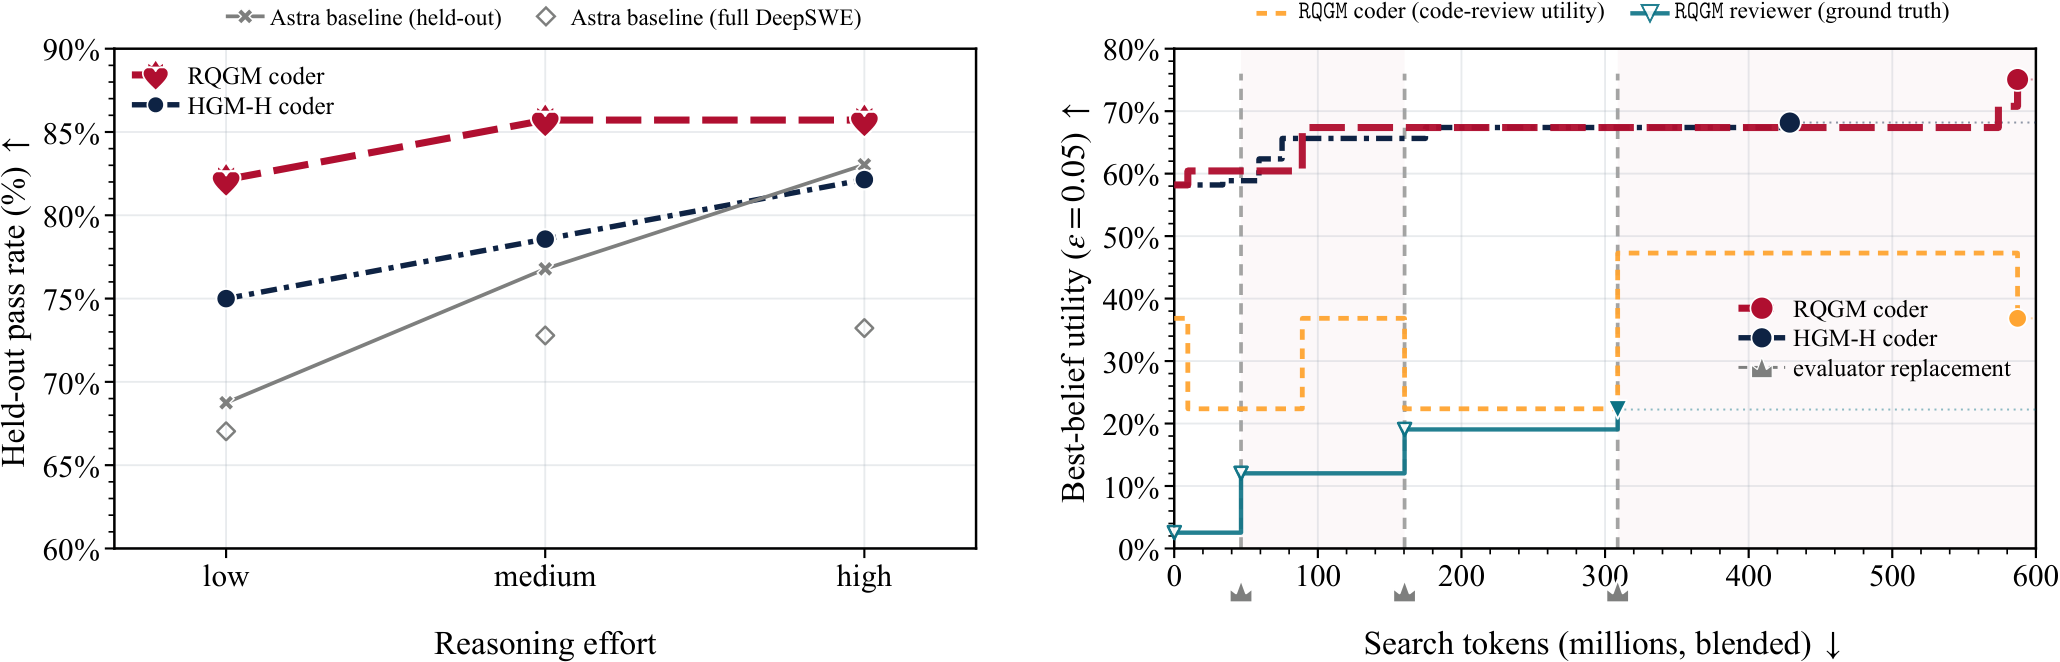 Astra baseline (held-out)
Astra baseline (full DeepSWE)
RQGM coder
HGM-H coder
90%
85%
80%
75%
70%
65%
60%
Held-out pass rate (%) ↑
low
medium
high
Reasoning effort
RQGM coder (code-review utility)
RQGM reviewer (ground truth)
80%
70%
60%
50%
40%
30%
20%
10%
0%
Best-belief utility (ε=0.05) ↑
RQGM coder
HGM-H coder
evaluator replacement
0
100
200
300
400
500
600
Search tokens (millions, blended) ↓